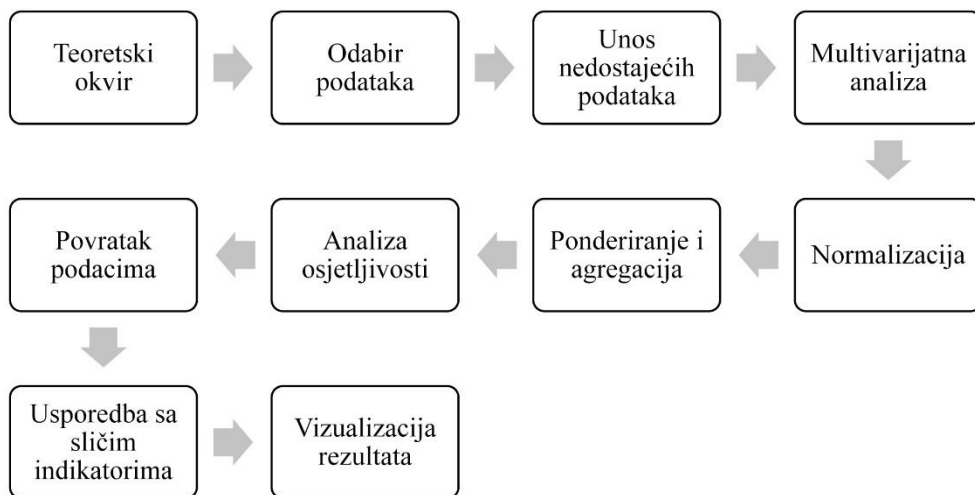 Teoretski
okvir
Odabir
podataka
Unos
nedostajećih
podataka
Multivarijatna
analiza
Normalizacija
Ponderiranje i
agregacija
Analiza
osjetljivosti
Povratak
podacima
Usporedba sa
sličim
indikatorima
Vizualizacija
rezultata